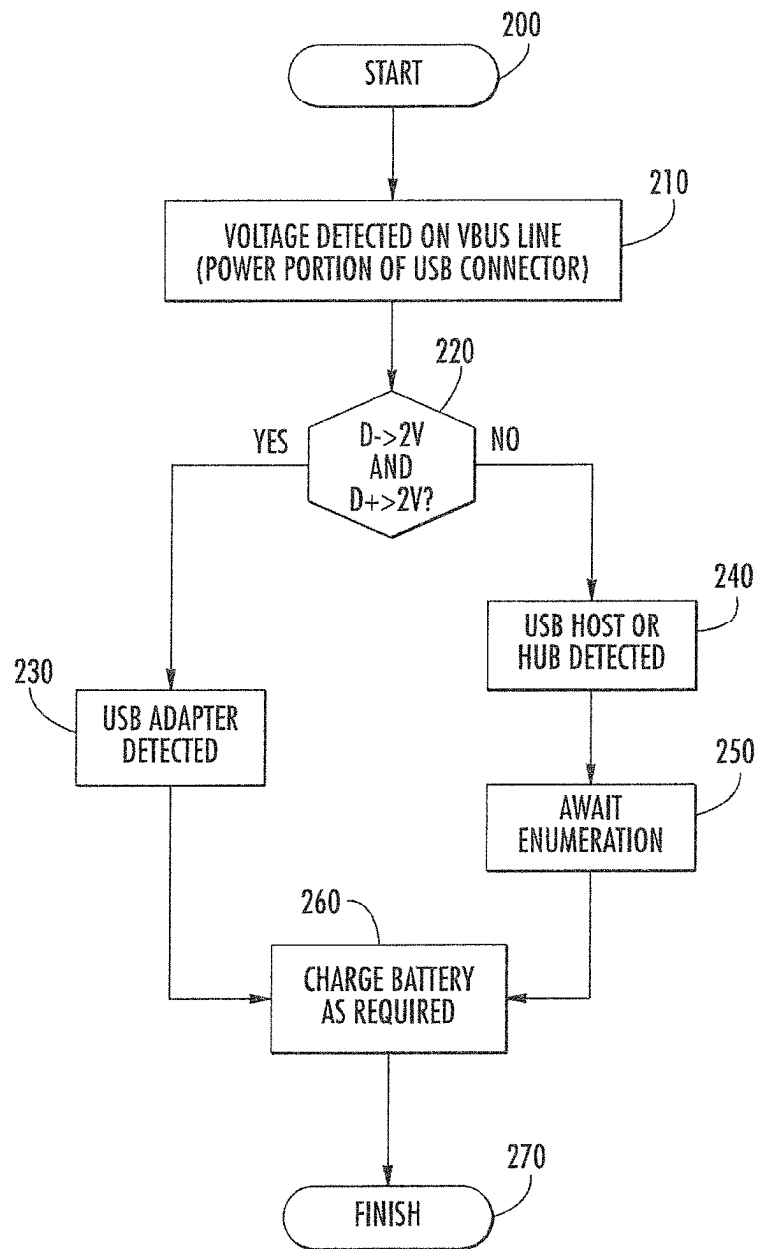 200
START
210
VOLTAGE DETECTED ON VBUS LINE
(POWER PORTION OF USB CONNECTOR)
220
YES
D->2V
AND
D+>2V?
NO
240
USB HOST OR
HUB DETECTED
230
USB ADAPTER
DETECTED
250
AWAIT
ENUMERATION
260
CHARGE BATTERY
AS REQUIRED
270
FINISH